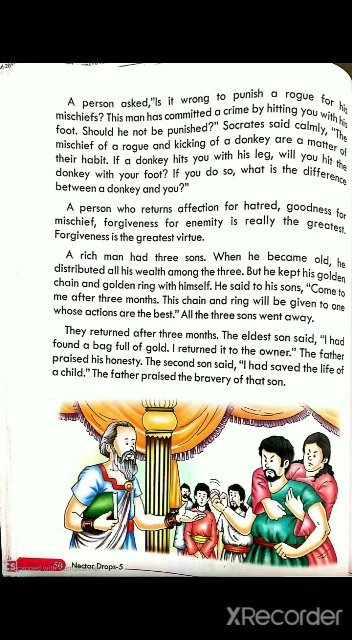 A person asked,"Is it wrong to punish a rogue for his
mischiefs? This man has committed a crime by hitting you with his
foot. Should he not be punished?" Socrates said calmly, "The
mischief of a rogue and kicking of a donkey are a matter of
their habit. If a donkey hits you with his leg, will you hit the
donkey with your foot? If you do so, what is the difference
between a donkey and you?"
A person who returns affection for hatred, goodness for
mischief, forgiveness for enemity is really the greatest.
Forgiveness is the greatest virtue.
A rich man had three sons. When he became old, he
distributed all his wealth among the three. But he kept his golden
chain and golden ring with himself. He said to his sons, "Come to
me after three months. This chain and ring will be given to one
whose actions are the best." All the three sons went away.
They returned after three months. The eldest son said, "I had
found a bag full of gold. I returned it to the owner." The father
praised his honesty. The second son said, "I had saved the life of
a child." The father praised the bravery of that son.
CS 50 Nectar Drops-5
XRecorder